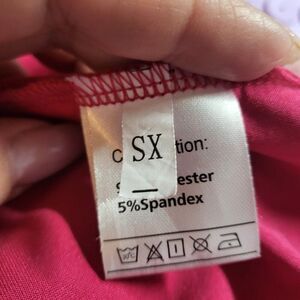 SX
C tion:
ester
5%Spandex